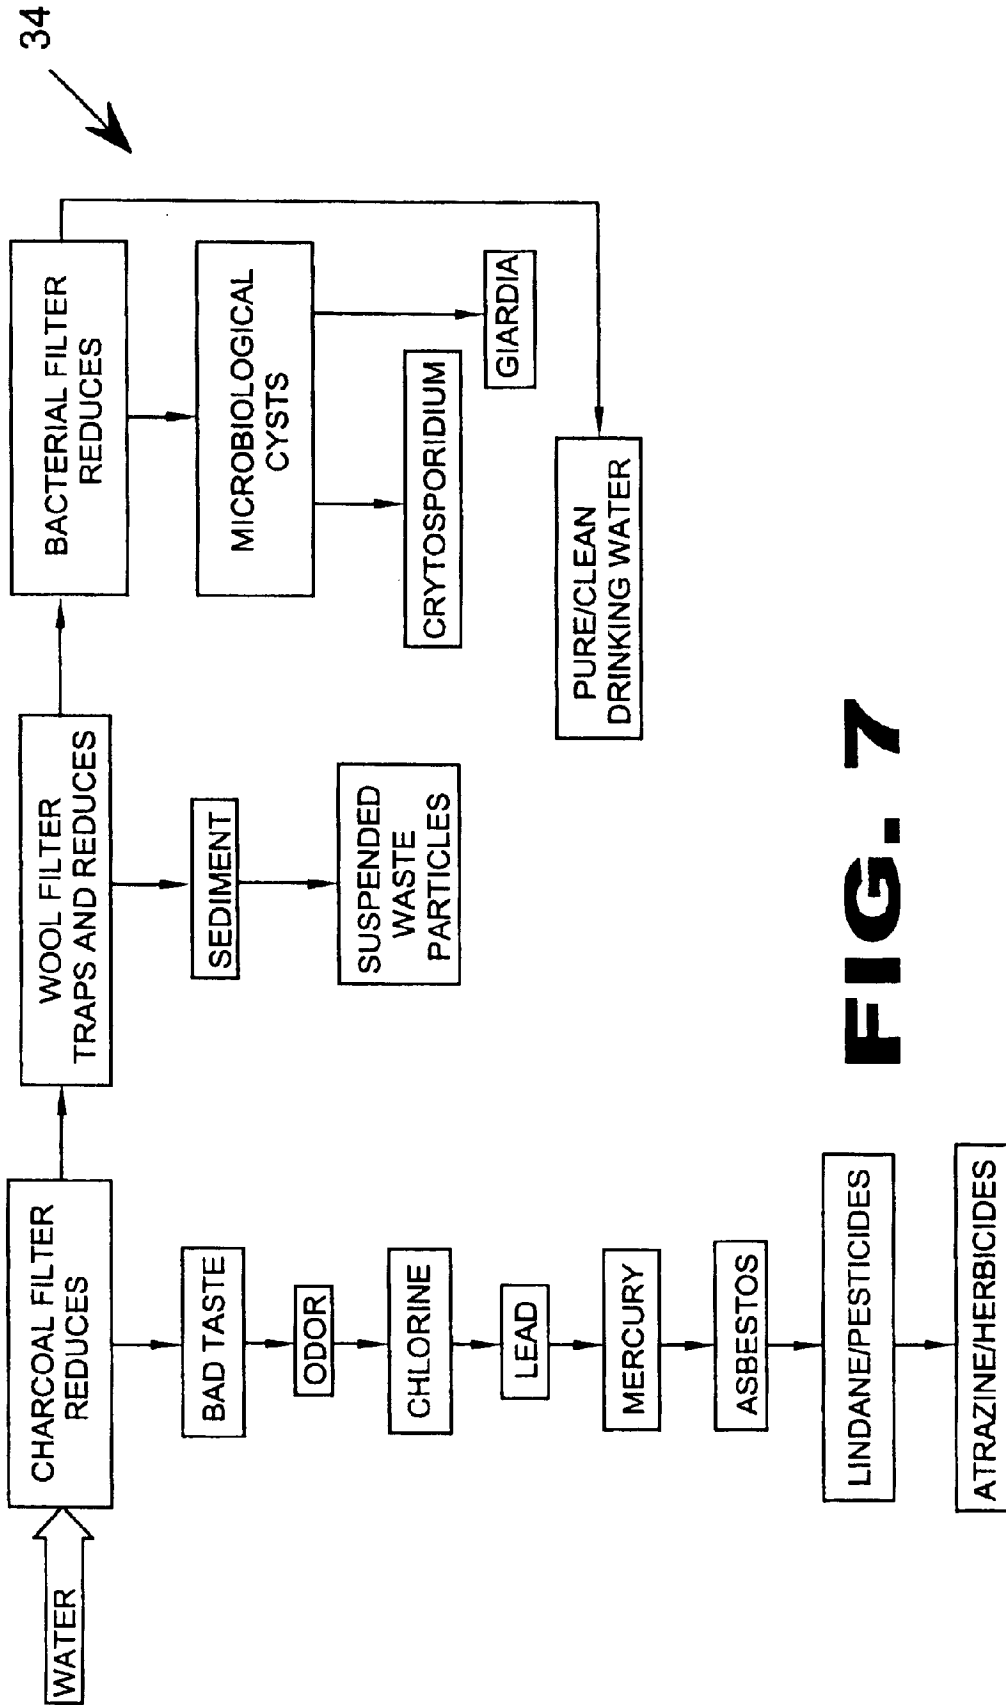 34
WATER
CHARCOAL FILTER
REDUCES
BAD TASTE
ODOR
CHLORINE
LEAD
MERCURY
ASBESTOS
LINDANE/PESTICIDES
ATRAZINE/HERBICIDES
WOOL FILTER
TRAPS AND REDUCES
SEDIMENT
SUSPENDED
WASTE
PARTICLES
BACTERIAL FILTER
REDUCES
MICROBIOLOGICAL
CYSTS
CRYTOSPORIDIUM
GIARDIA
PURE/CLEAN
DRINKING WATER
FIG. 7